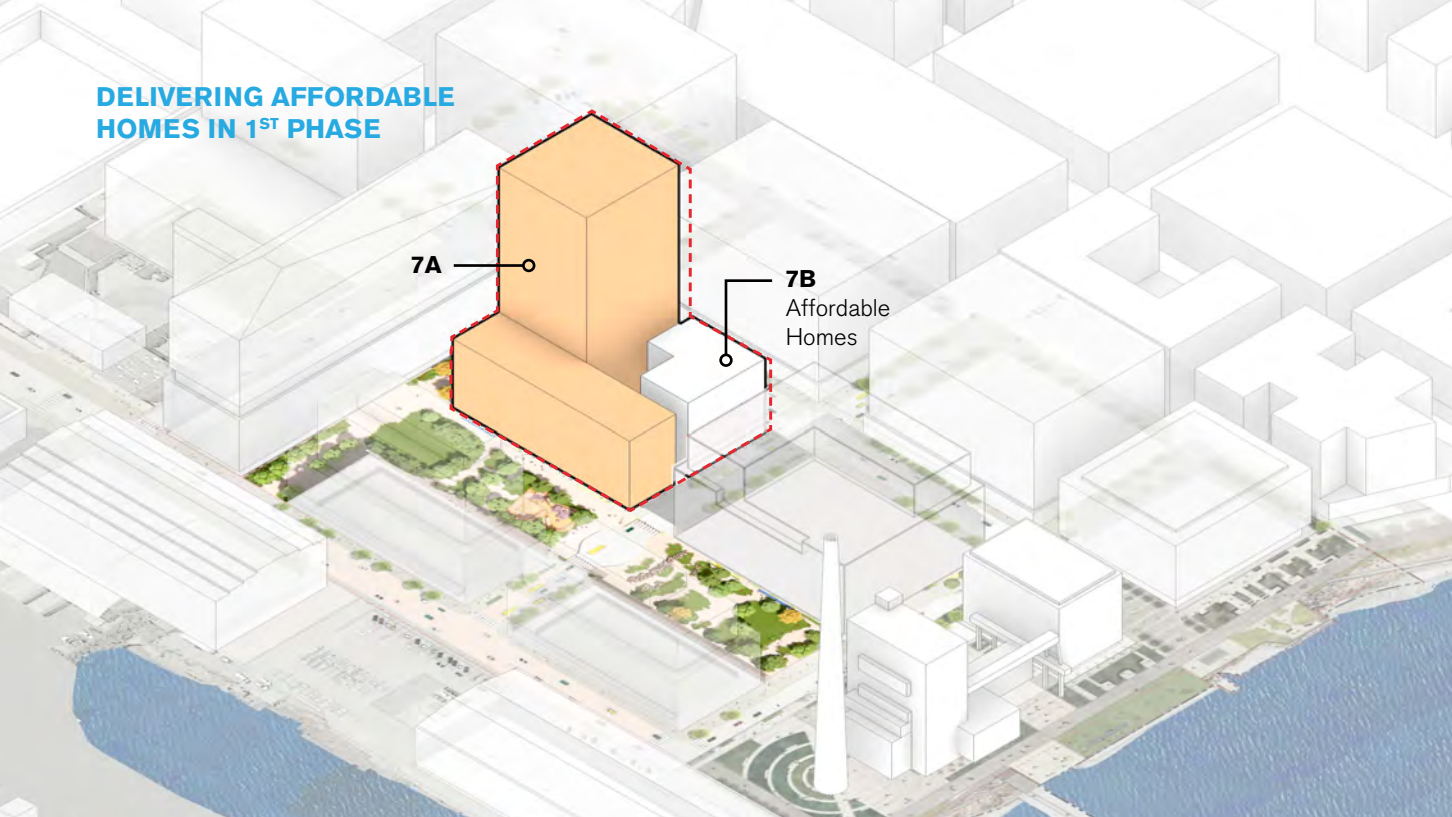 DELIVERING AFFORDABLE
HOMES IN 1ST PHASE
7A
7B
Affordable
Homes